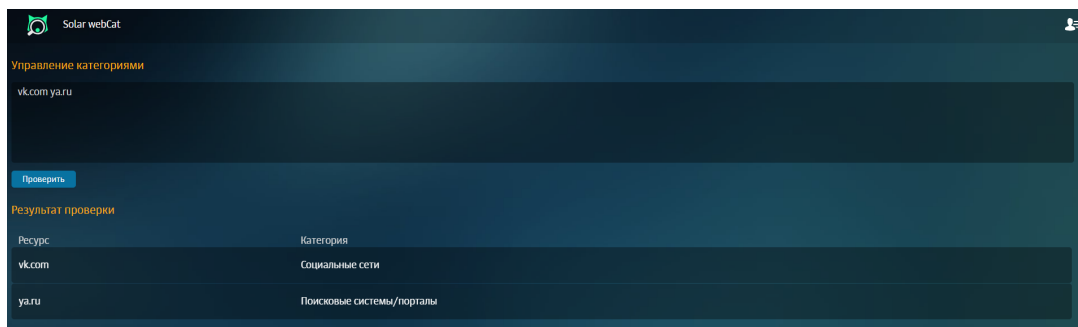 Solar webCat
Управление категориями
vk.com ya.ru
Проверить
Результат проверки
Ресурс Категория
vk.com Социальные сети
ya.ru Поисковые системы/порталы